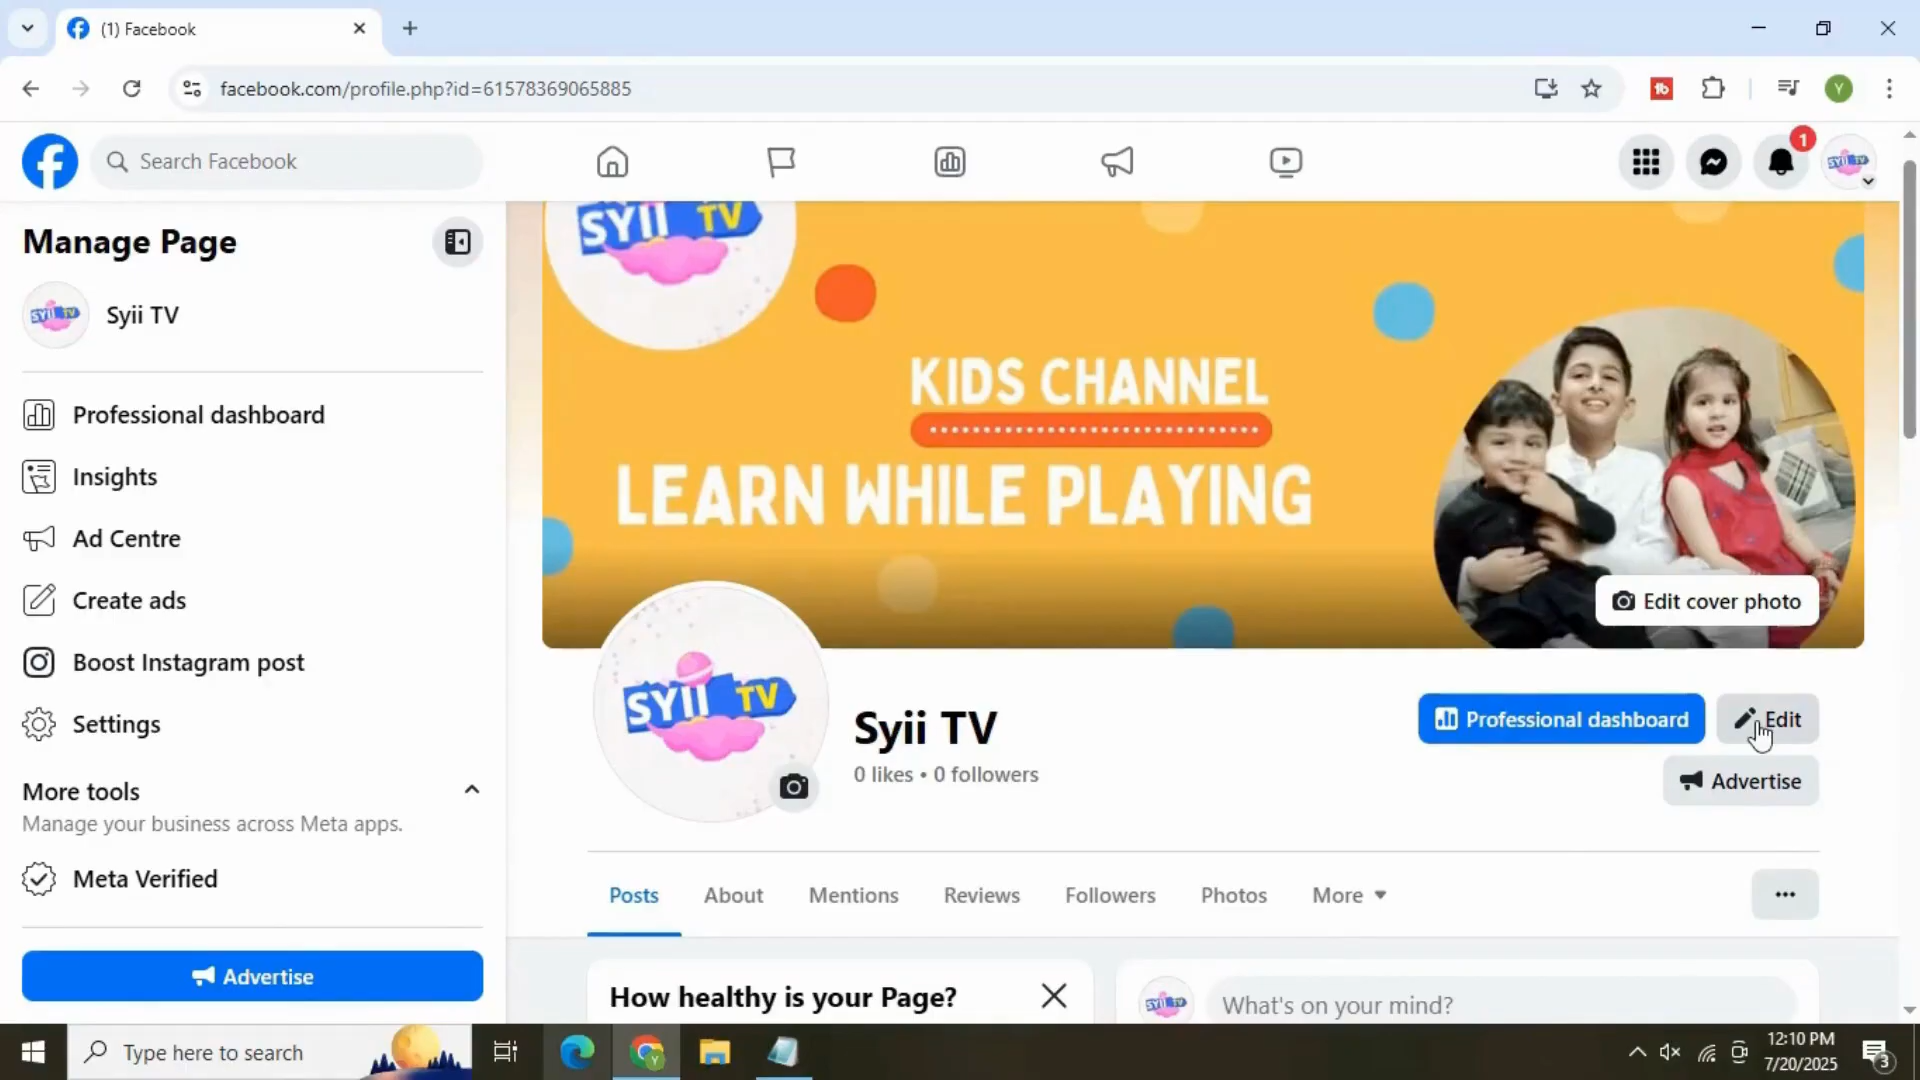 (1) Facebook
facebook.com/profile.php?id=61578369065885
Y
Search Facebook
1
SYII TV
Manage Page
Syii TV
Professional dashboard
Insights
Ad Centre
Create ads
Boost Instagram post
Settings
More tools
Manage your business across Meta apps.
Meta Verified
Advertise
SYII TV
KIDS CHANNEL
LEARN WHILE PLAYING
Edit cover photo
SYII TV
Syii TV
0 likes • 0 followers
Professional dashboard
Edit
Advertise
Posts
About
Mentions
Reviews
Followers
Photos
More
How healthy is your Page?
What's on your mind?
Type here to search
12:10 PM
7/20/2025
3